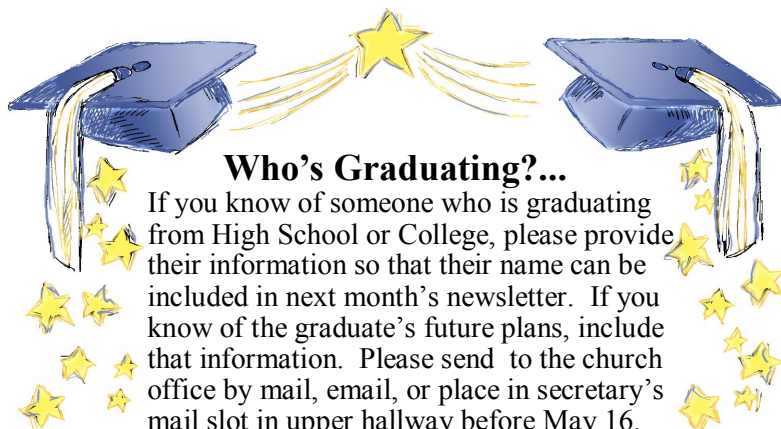 Who’s Graduating?...
If you know of someone who is graduating
from High School or College, please provide
their information so that their name can be
included in next month’s newsletter.  If you
know of the graduate’s future plans, include
that information.  Please send  to the church
office by mail, email, or place in secretary’s
mail slot in upper hallway before May 16.